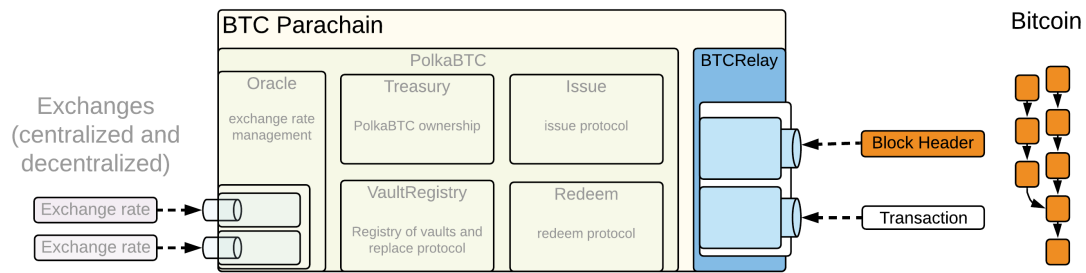 BTC Parachain
Bitcoin
PolkaBTC
BTCRelay
Oracle
exchange rate
management
Treasury
PolkaBTC ownership
Issue
issue protocol
Exchanges
(centralized and
decentralized)
Block Header
VaultRegistry
Registry of vaults and
replace protocol
Redeem
redeem protocol
Exchange rate
Exchange rate
Transaction